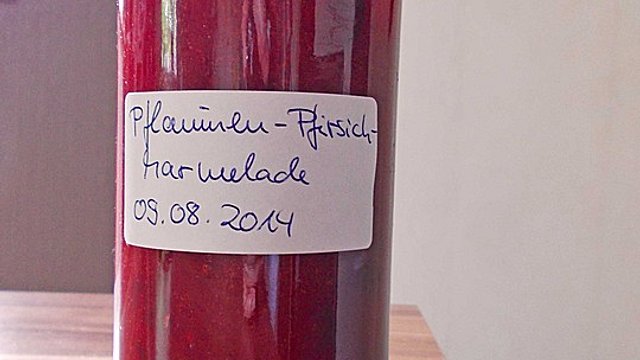 Pflaumen-Pfirsich-
Marmelade
09.08.2014